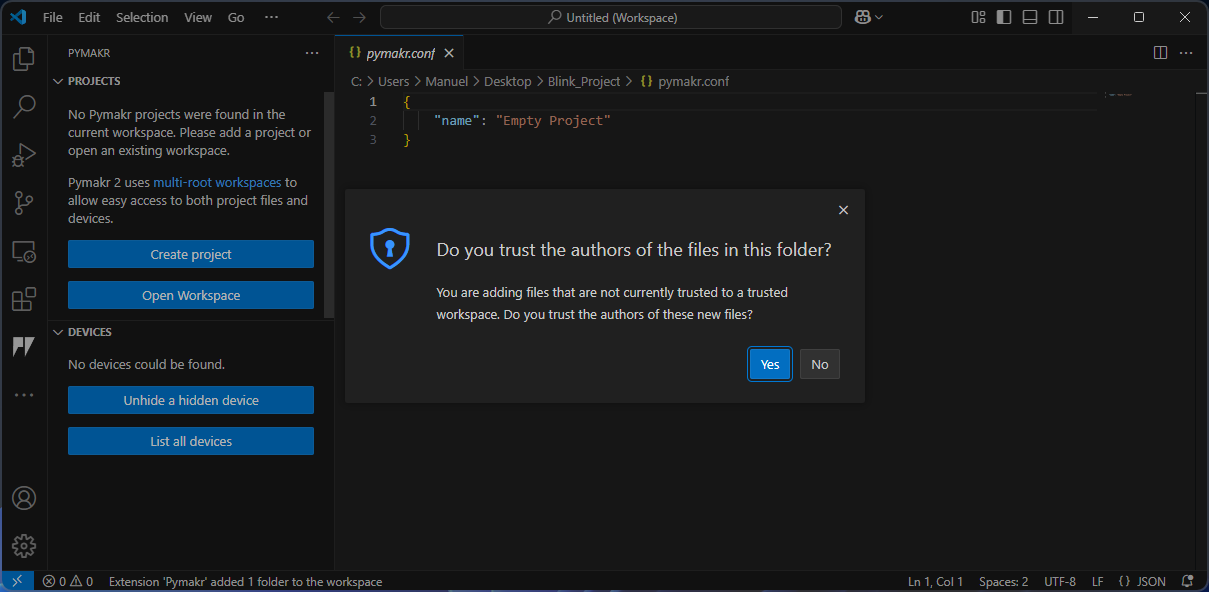 File Edit Selection View Go ···
Untitled (Workspace)
PYMAKR
PROJECTS
No Pymakr projects were found in the
current workspace. Please add a project or
open an existing workspace.
Pymakr 2 uses multi-root workspaces to
allow easy access to both project files and
devices.
Create project
Open Workspace
DEVICES
No devices could be found.
Unhide a hidden device
List all devices
{} pymakr.conf
C: > Users > Manuel > Desktop > Blink_Project > {} pymakr.conf
1 {
2 "name": "Empty Project"
3 }
Do you trust the authors of the files in this folder?
You are adding files that are not currently trusted to a trusted
workspace. Do you trust the authors of these new files?
Yes No
0 0 Extension 'Pymakr' added 1 folder to the workspace
Ln 1, Col 1 Spaces: 2 UTF-8 LF {} JSON